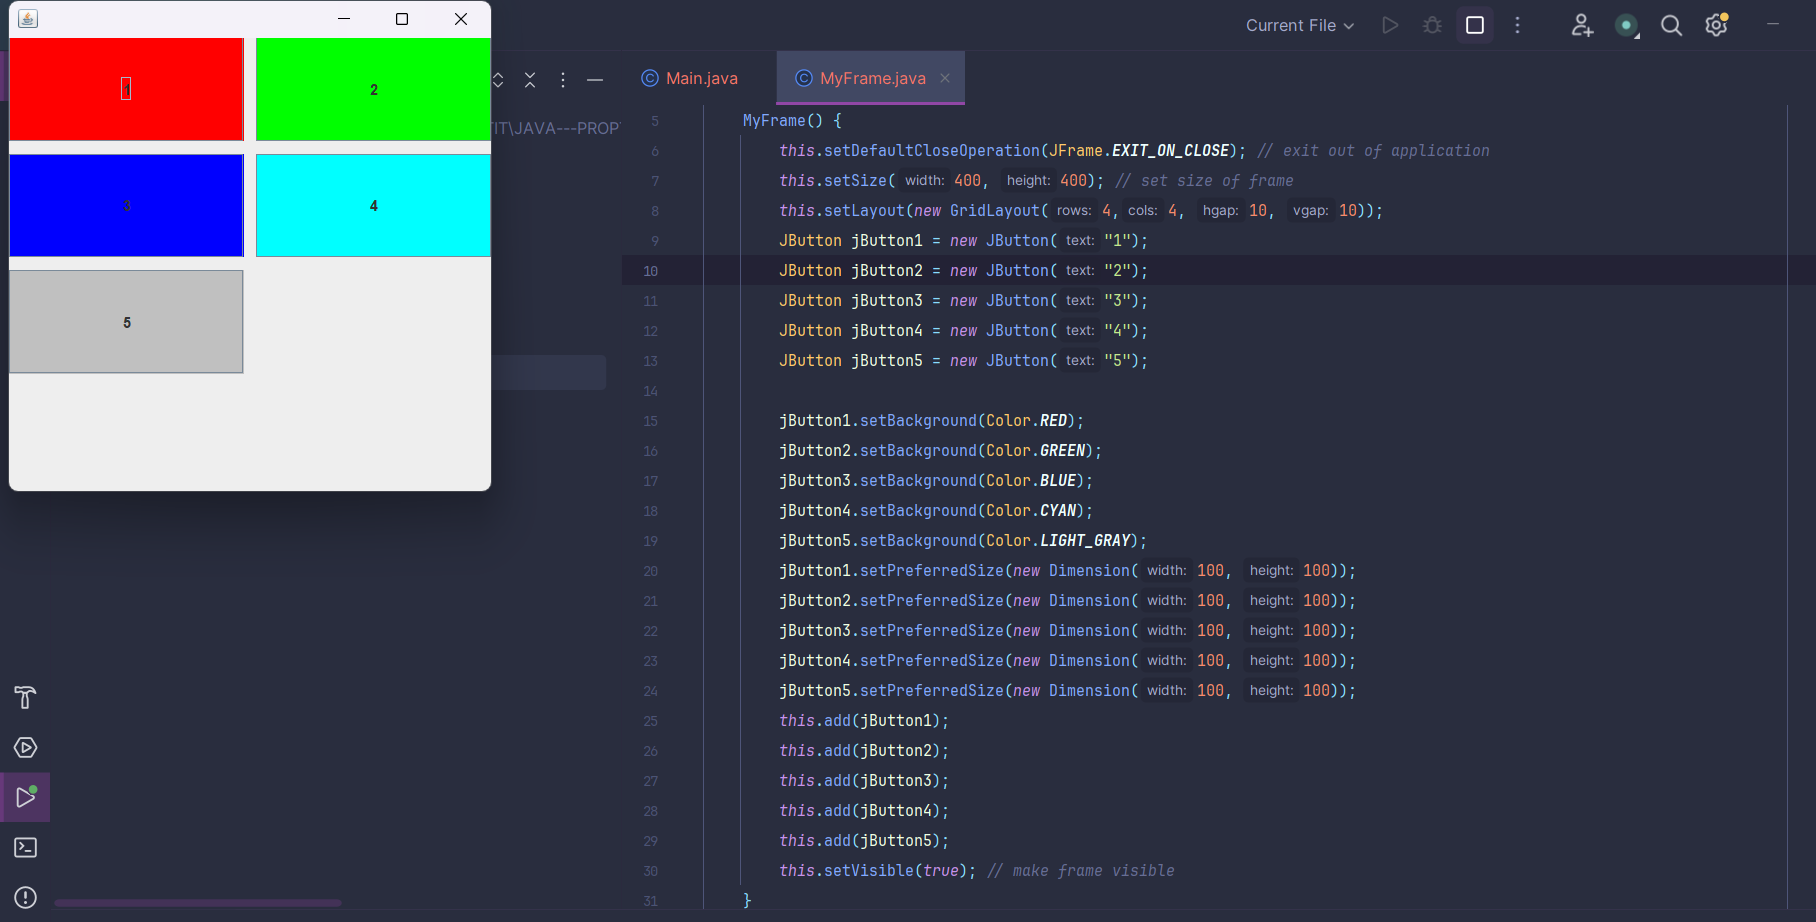 1
2
3
4
5
TIT\JAVA---PROP
Current File
Main.java
MyFrame.java
5 MyFrame() {
6 this.setDefaultCloseOperation(JFrame.EXIT_ON_CLOSE); // exit out of application
7 this.setSize( width: 400, height: 400); // set size of frame
8 this.setLayout(new GridLayout( rows: 4, cols: 4, hgap: 10, vgap: 10));
9 JButton jButton1 = new JButton( text: "1");
10 JButton jButton2 = new JButton( text: "2");
11 JButton jButton3 = new JButton( text: "3");
12 JButton jButton4 = new JButton( text: "4");
13 JButton jButton5 = new JButton( text: "5");
14
15 jButton1.setBackground(Color.RED);
16 jButton2.setBackground(Color.GREEN);
17 jButton3.setBackground(Color.BLUE);
18 jButton4.setBackground(Color.CYAN);
19 jButton5.setBackground(Color.LIGHT_GRAY);
20 jButton1.setPreferredSize(new Dimension( width: 100, height: 100));
21 jButton2.setPreferredSize(new Dimension( width: 100, height: 100));
22 jButton3.setPreferredSize(new Dimension( width: 100, height: 100));
23 jButton4.setPreferredSize(new Dimension( width: 100, height: 100));
24 jButton5.setPreferredSize(new Dimension( width: 100, height: 100));
25 this.add(jButton1);
26 this.add(jButton2);
27 this.add(jButton3);
28 this.add(jButton4);
29 this.add(jButton5);
30 this.setVisible(true); // make frame visible
31 }